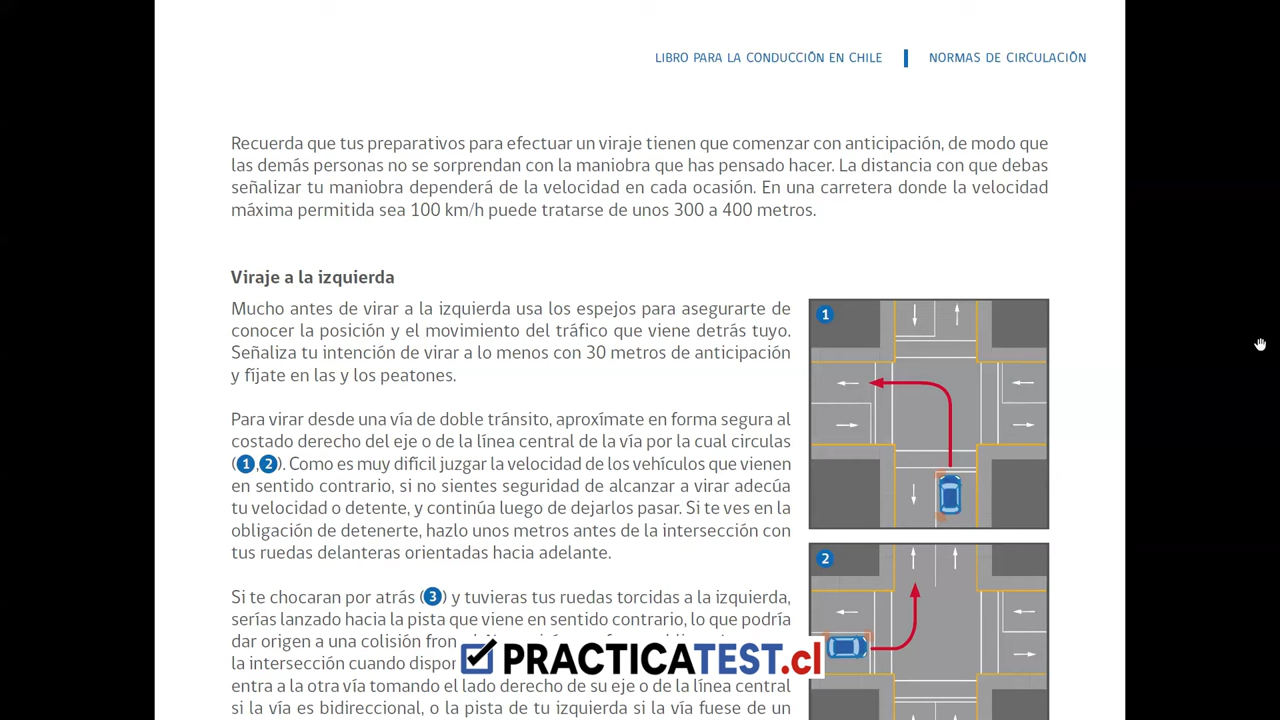 LIBRO PARA LA CONDUCCIÓN EN CHILE | NORMAS DE CIRCULACIÓN
Recuerda que tus preparativos para efectuar un viraje tienen que comenzar con anticipación, de modo que
las demás personas no se sorprendan con la maniobra que has pensado hacer. La distancia con que debas
señalizar tu maniobra dependerá de la velocidad en cada ocasión. En una carretera donde la velocidad
máxima permitida sea 100 km/h puede tratarse de unos 300 a 400 metros.
Viraje a la izquierda
Mucho antes de virar a la izquierda usa los espejos para asegurarte de
conocer la posición y el movimiento del tráfico que viene detrás tuyo.
Señaliza tu intención de virar a lo menos con 30 metros de anticipación
y fíjate en las y los peatones.
Para virar desde una vía de doble tránsito, aproxímate en forma segura al
costado derecho del eje o de la línea central de la vía por la cual circulas
(1,2). Como es muy difícil juzgar la velocidad de los vehículos que vienen
en sentido contrario, si no sientes seguridad de alcanzar a virar adecúa
tu velocidad o detente, y continúa luego de dejarlos pasar. Si te ves en la
obligación de detenerte, hazlo unos metros antes de la intersección con
tus ruedas delanteras orientadas hacia adelante.
Si te chocaran por atrás (3) y tuvieras tus ruedas torcidas a la izquierda,
serías lanzado hacia la pista que viene en sentido contrario, lo que podría
dar origen a una colisión fron
la intersección cuando dispor
entra a la otra vía tomando el lado derecho de su eje o de la línea central
si la vía es bidireccional, o la pista de tu izquierda si la vía fuese de un
1
2
PRACTICATEST.cl